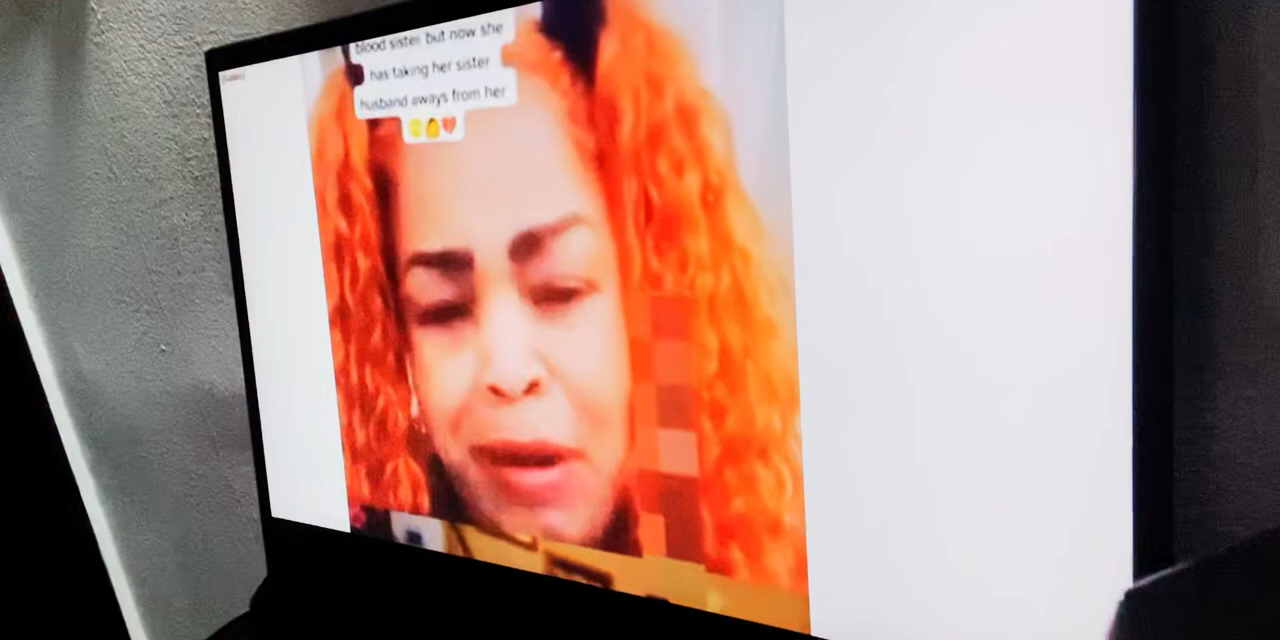 blood sister but now she
has taking her sister
husband aways from her